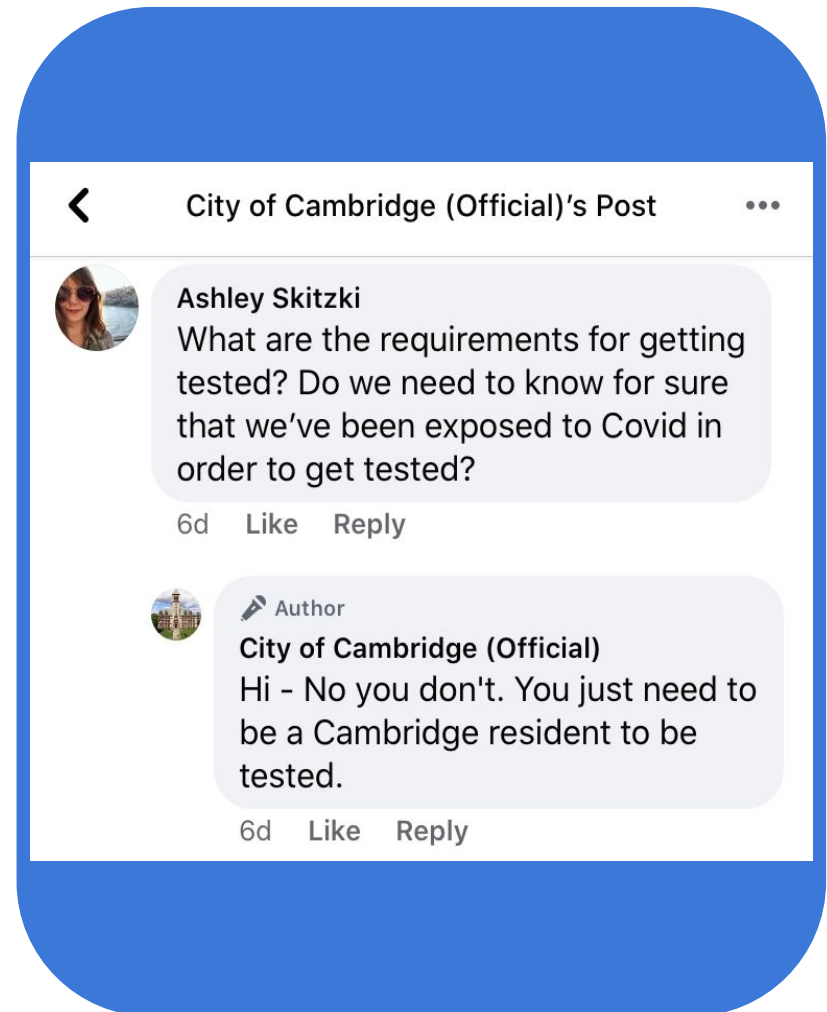 City of Cambridge (Official)’s Post
Ashley Skitzki
What are the requirements for getting
tested? Do we need to know for sure
that we’ve been exposed to Covid in
order to get tested?
6d Like Reply
Author
City of Cambridge (Official)
Hi - No you don't. You just need to
be a Cambridge resident to be
tested.
6d Like Reply